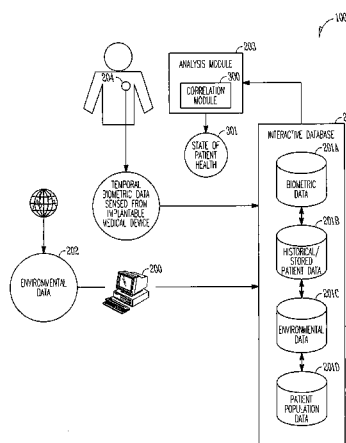 100
203
ANALYSIS MODULE
300
CORRELATION
MODULE
204
301
STATE OF
PATIENT
HEALTH
INTERACTIVE DATABASE
201A
BIOMETRIC
DATA
TEMPORAL
BIOMETRIC DATA
SENSED FROM
IMPLANTABLE
MEDICAL DEVICE
201B
HISTORICAL/
STORED
PATIENT DATA
202
ENVIRONMENTAL
DATA
200
201C
ENVIRONMENTAL
DATA
201D
PATIENT
POPULATION
DATA